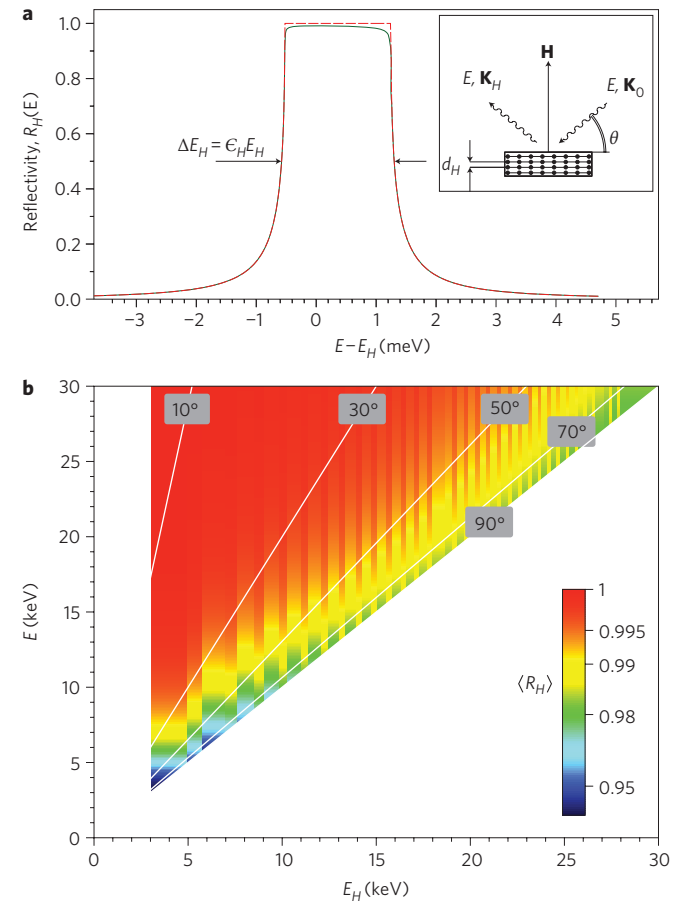 a
1.0
0.8
0.6
0.4
0.2
0.0
Reflectivity, R_H(E)
ΔE_H = ϵ_H E_H
H
E, K_H
E, K_0
θ
d_H
−3 −2 −1 0 1 2 3 4 5
E−E_H (meV)
b
30
25
20
15
10
5
0
E (keV)
10° 30° 50°
70°
90°
1
0.995
0.99
⟨R_H⟩
0.98
0.95
0 5 10 15 20 25 30
E_H (keV)